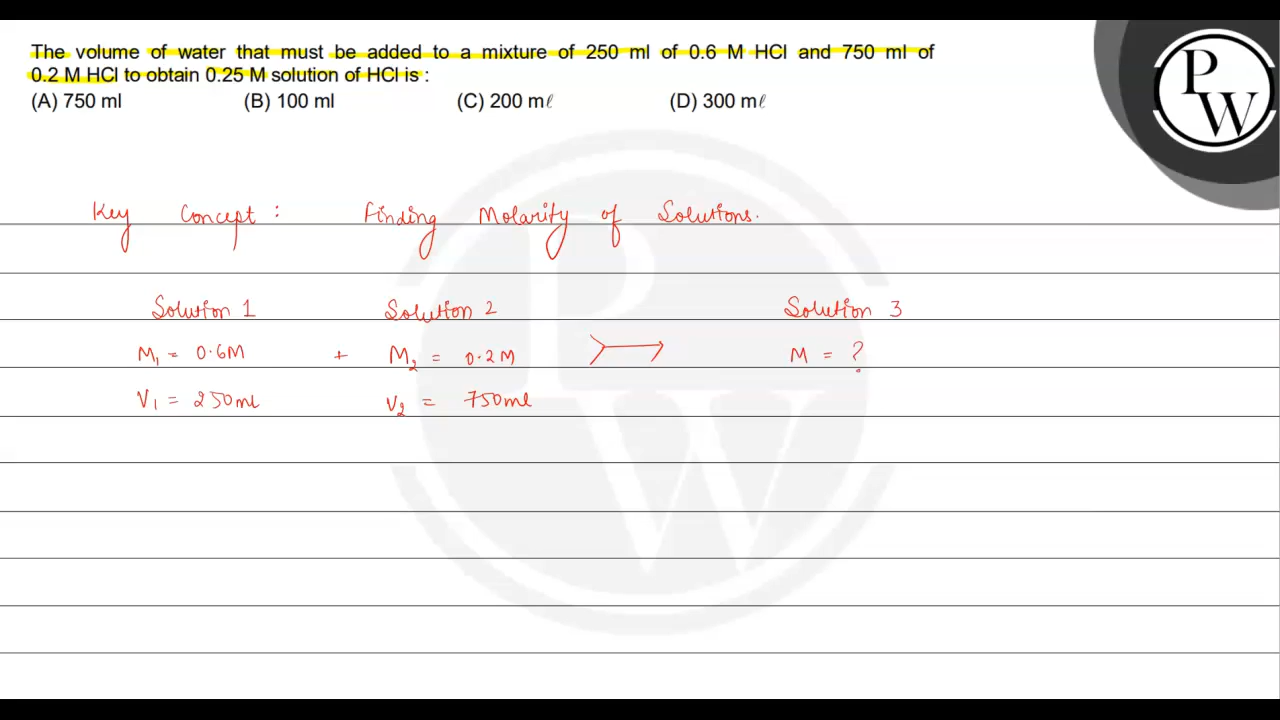 The volume of water that must be added to a mixture of 250 ml of 0.6 M HCl and 750 ml of
0.2 M HCl to obtain 0.25 M solution of HCl is :
(A) 750 ml (B) 100 ml (C) 200 mℓ (D) 300 mℓ
P
W
Key Concept : Finding Molarity of Solutions.
Solution 1 Solution 2 Solution 3
M₁ = 0.6M + M₂ = 0.2M M = ?
V₁ = 250ml V₂ = 750ml